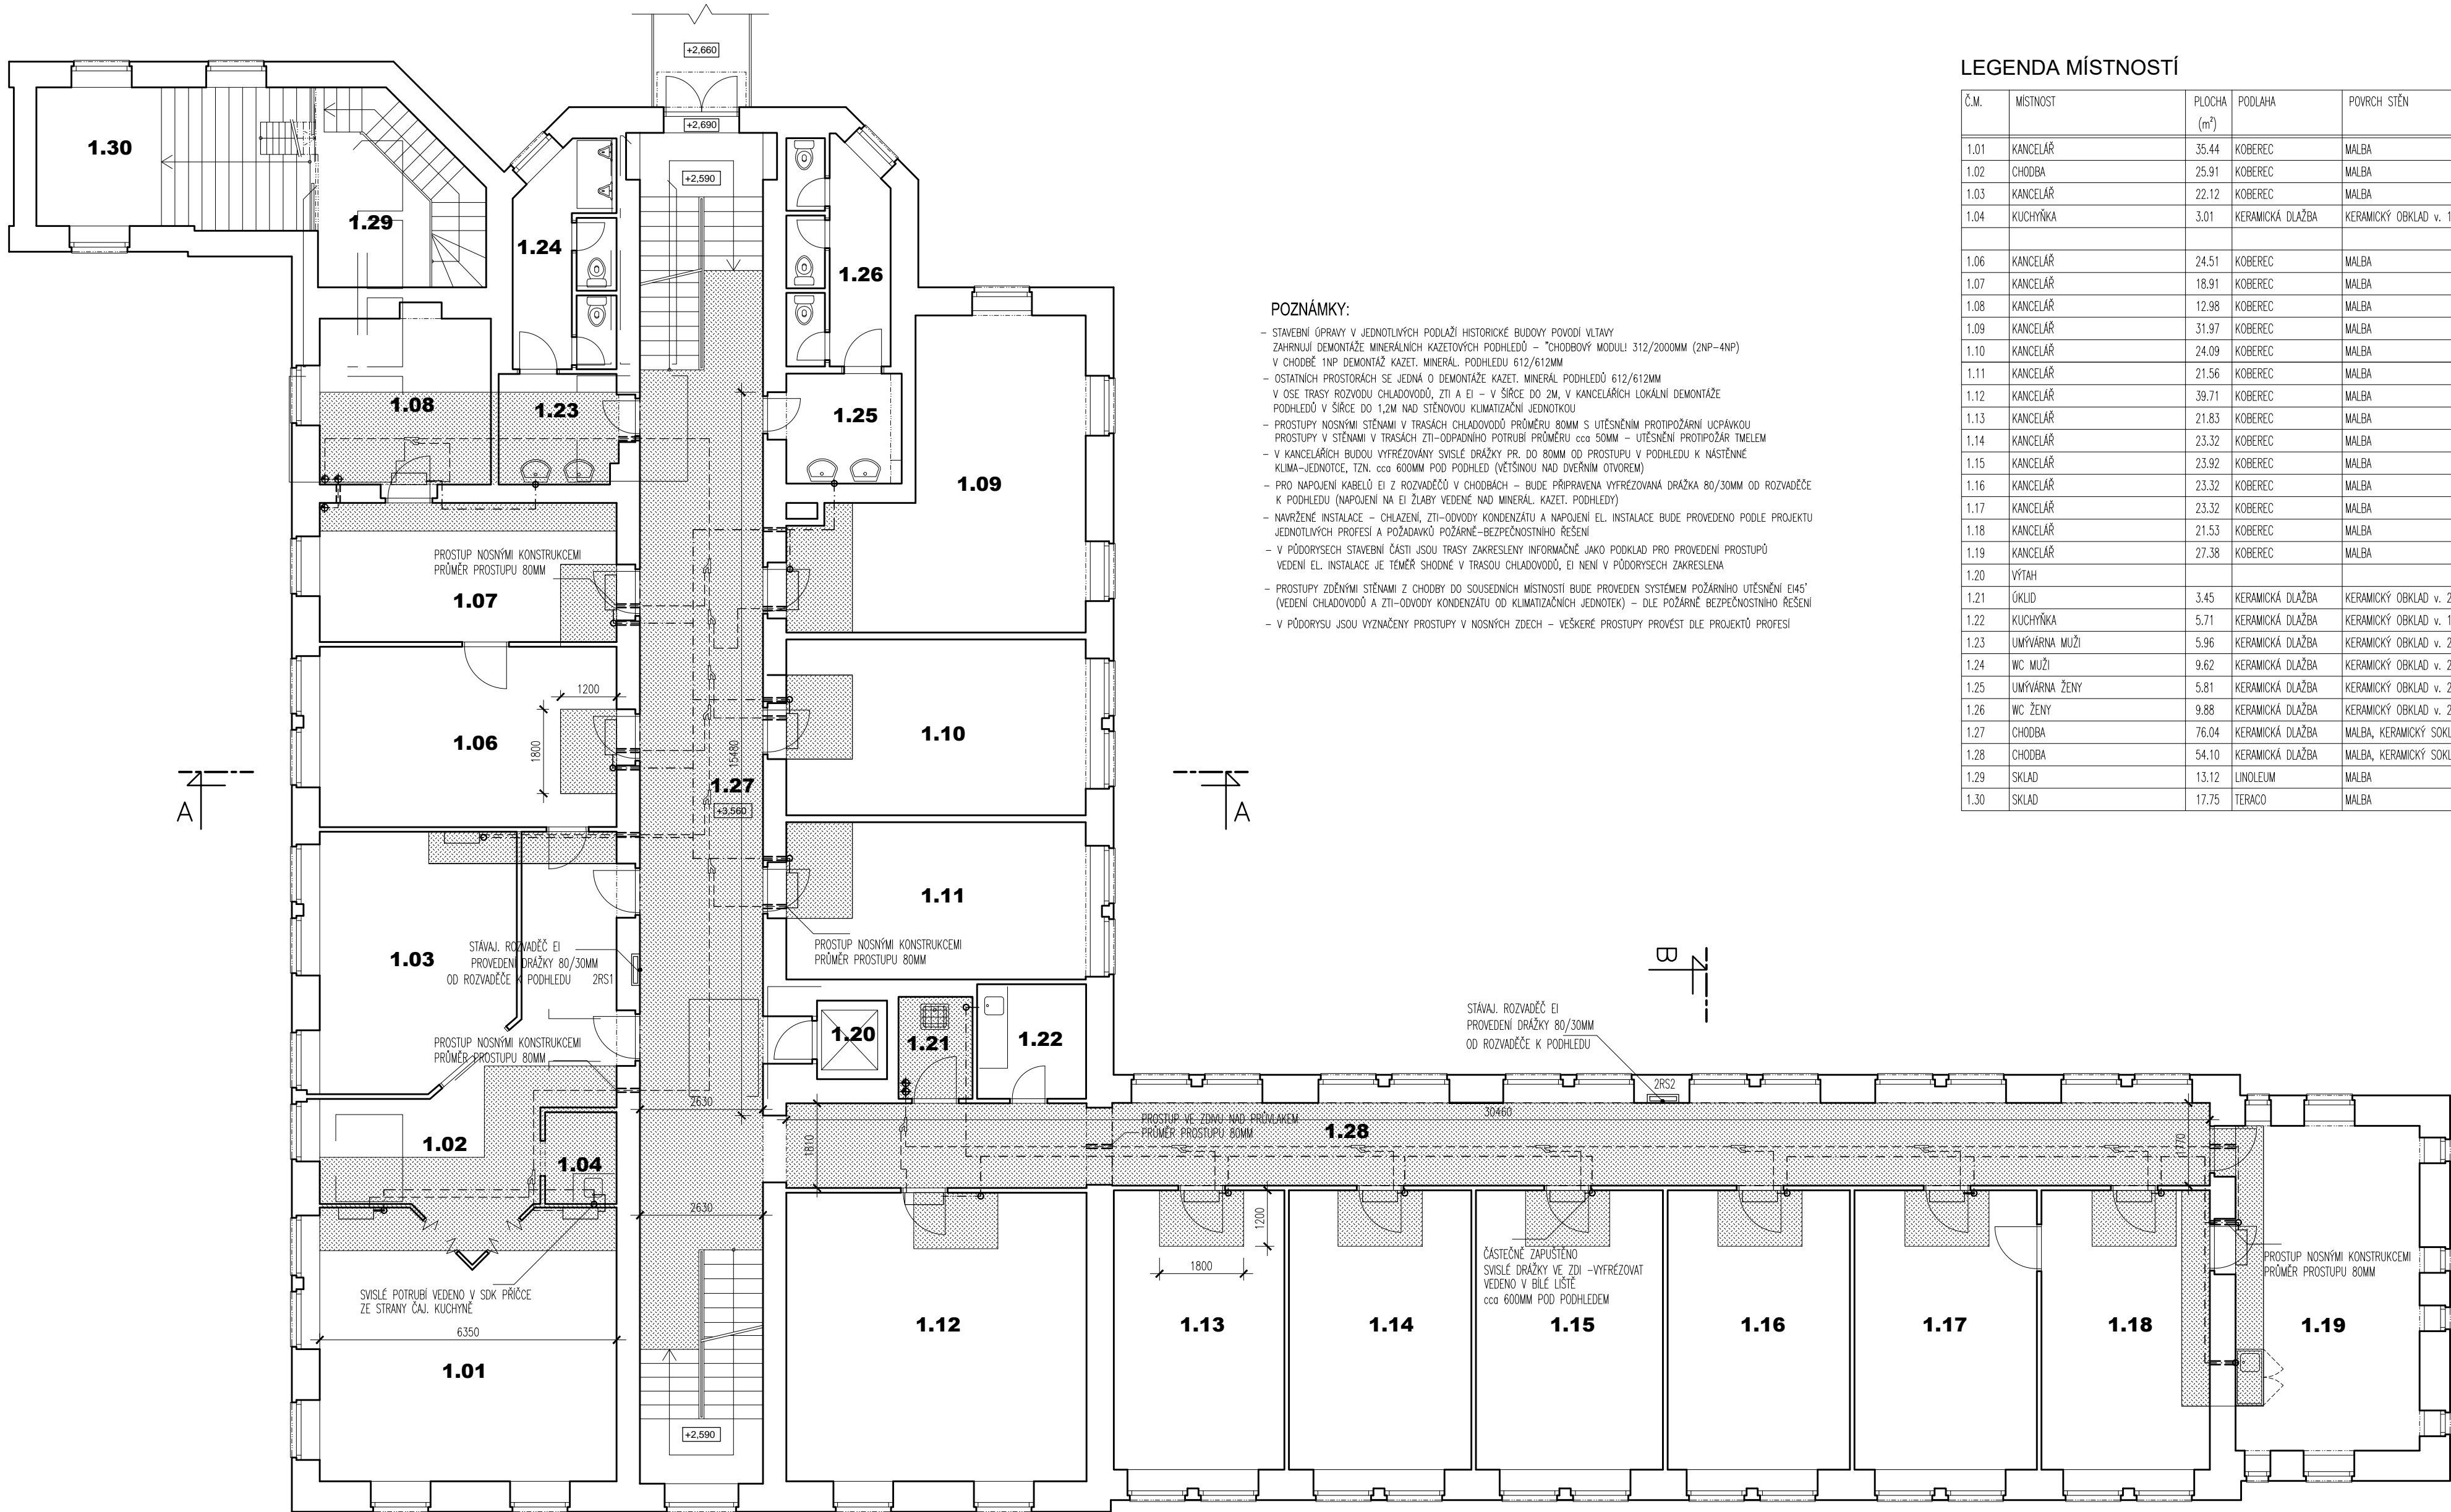 +2,660
+2,690
+2,590
1.30
1.29
1.24
1.26
1.08
1.23
1.25
1.09
PROSTUP NOSNÝMI KONSTRUKCEMI
PRŮMĚR PROSTUPU 80MM
1.07
1200
1800
1.06
15480
1.27
+3,560
1.10
A
A
1.11
PROSTUP NOSNÝMI KONSTRUKCEMI
PRŮMĚR PROSTUPU 80MM
1.03
STÁVAJ. ROZVADĚČ EI
PROVEDENÍ DRÁŽKY 80/30MM
OD ROZVADĚČE K PODHLEDU
2RS1
1.20
1.21
1.22
PROSTUP NOSNÝMI KONSTRUKCEMI
PRŮMĚR PROSTUPU 80MM
B
STÁVAJ. ROZVADĚČ EI
PROVEDENÍ DRÁŽKY 80/30MM
OD ROZVADĚČE K PODHLEDU
2RS2
2630
1810
30460
PROSTUP VE ZDIVU NAD PRŮVLAKEM
PRŮMĚR PROSTUPU 80MM
1.28
1770
1.02
1.04
2630
1200
1800
ČÁSTEČNĚ ZAPUŠTĚNO
SVISLÉ DRÁŽKY VE ZDI -VYFRÉZOVAT
VEDENO V BÍLÉ LIŠTĚ
cca 600MM POD PODHLEDEM
PROSTUP NOSNÝMI KONSTRUKCEMI
PRŮMĚR PROSTUPU 80MM
SVISLÉ POTRUBÍ VEDENO V SDK PŘÍČCE
ZE STRANY ČAJ. KUCHYNĚ
6350
1.01
1.12
1.13
1.14
1.15
1.16
1.17
1.18
1.19
+2,590
POZNÁMKY:
- STAVEBNÍ ÚPRAVY V JEDNOTLIVÝCH PODLAŽÍ HISTORICKÉ BUDOVY POVODÍ VLTAVY
ZAHRNUJÍ DEMONTÁŽE MINERÁLNÍCH KAZETOVÝCH PODHLEDŮ - "CHODBOVÝ MODUL! 312/2000MM (2NP-4NP)
V CHODBĚ 1NP DEMONTÁŽ KAZET. MINERÁL. PODHLEDU 612/612MM
- OSTATNÍCH PROSTORÁCH SE JEDNÁ O DEMONTÁŽE KAZET. MINERÁL PODHLEDŮ 612/612MM
V OSE TRASY ROZVODU CHLADOVODŮ, ZTI A EI - V ŠÍŘCE DO 2M, V KANCELÁŘÍCH LOKÁLNÍ DEMONTÁŽE
PODHLEDŮ V ŠÍŘCE DO 1,2M NAD STĚNOVOU KLIMATIZAČNÍ JEDNOTKOU
- PROSTUPY NOSNÝMI STĚNAMI V TRASÁCH CHLADOVODŮ PRŮMĚRU 80MM S UTĚSNĚNÍM PROTIPOŽÁRNÍ UCPÁVKOU
PROSTUPY V STĚNAMI V TRASÁCH ZTI-ODPADNÍHO POTRUBÍ PRŮMĚRU cca 50MM - UTĚSNĚNÍ PROTIPOŽÁR TMELEM
- V KANCELÁŘÍCH BUDOU VYFRÉZOVÁNY SVISLÉ DRÁŽKY PR. DO 80MM OD PROSTUPU V PODHLEDU K NÁSTĚNNÉ
KLIMA-JEDNOTCE, TZN. cca 600MM POD PODHLED (VĚTŠINOU NAD DVEŘNÍM OTVOREM)
- PRO NAPOJENÍ KABELŮ EI Z ROZVADĚČŮ V CHODBÁCH - BUDE PŘIPRAVENA VYFRÉZOVANÁ DRÁŽKA 80/30MM OD ROZVADĚČE
K PODHLEDU (NAPOJENÍ NA EI ŽLABY VEDENÉ NAD MINERÁL. KAZET. PODHLEDY)
- NAVRŽENÉ INSTALACE - CHLAZENÍ, ZTI-ODVODY KONDENZÁTU A NAPOJENÍ EL. INSTALACE BUDE PROVEDENO PODLE PROJEKTU
JEDNOTLIVÝCH PROFESÍ A POŽADAVKŮ POŽÁRNĚ-BEZPEČNOSTNÍHO ŘEŠENÍ
- V PŮDORYSECH STAVEBNÍ ČÁSTI JSOU TRASY ZAKRESLENY INFORMAČNĚ JAKO PODKLAD PRO PROVEDENÍ PROSTUPŮ
VEDENÍ EL. INSTALACE JE TÉMĚŘ SHODNÉ V TRASOU CHLADOVODŮ, EI NENÍ V PŮDORYSECH ZAKRESLENA
- PROSTUPY ZDĚNÝMI STĚNAMI Z CHODBY DO SOUSEDNÍCH MÍSTNOSTÍ BUDE PROVEDEN SYSTÉMEM POŽÁRNÍHO UTĚSNĚNÍ EI45'
(VEDENÍ CHLADOVODŮ A ZTI-ODVODY KONDENZÁTU OD KLIMATIZAČNÍCH JEDNOTEK) - DLE POŽÁRNĚ BEZPEČNOSTNÍHO ŘEŠENÍ
- V PŮDORYSU JSOU VYZNAČENY PROSTUPY V NOSNÝCH ZDECH - VEŠKERÉ PROSTUPY PROVÉST DLE PROJEKTŮ PROFESÍ
LEGENDA MÍSTNOSTÍ
Č.M. MÍSTNOST PLOCHA (m²) PODLAHA POVRCH STĚN
1.01 KANCELÁŘ 35.44 KOBEREC MALBA
1.02 CHODBA 25.91 KOBEREC MALBA
1.03 KANCELÁŘ 22.12 KOBEREC MALBA
1.04 KUCHYŇKA 3.01 KERAMICKÁ DLAŽBA KERAMICKÝ OBKLAD v. 1
1.06 KANCELÁŘ 24.51 KOBEREC MALBA
1.07 KANCELÁŘ 18.91 KOBEREC MALBA
1.08 KANCELÁŘ 12.98 KOBEREC MALBA
1.09 KANCELÁŘ 31.97 KOBEREC MALBA
1.10 KANCELÁŘ 24.09 KOBEREC MALBA
1.11 KANCELÁŘ 21.56 KOBEREC MALBA
1.12 KANCELÁŘ 39.71 KOBEREC MALBA
1.13 KANCELÁŘ 21.83 KOBEREC MALBA
1.14 KANCELÁŘ 23.32 KOBEREC MALBA
1.15 KANCELÁŘ 23.92 KOBEREC MALBA
1.16 KANCELÁŘ 23.32 KOBEREC MALBA
1.17 KANCELÁŘ 23.32 KOBEREC MALBA
1.18 KANCELÁŘ 21.53 KOBEREC MALBA
1.19 KANCELÁŘ 27.38 KOBEREC MALBA
1.20 VÝTAH
1.21 ÚKLID 3.45 KERAMICKÁ DLAŽBA KERAMICKÝ OBKLAD v. 2
1.22 KUCHYŇKA 5.71 KERAMICKÁ DLAŽBA KERAMICKÝ OBKLAD v. 1
1.23 UMÝVÁRNA MUŽI 5.96 KERAMICKÁ DLAŽBA KERAMICKÝ OBKLAD v. 2
1.24 WC MUŽI 9.62 KERAMICKÁ DLAŽBA KERAMICKÝ OBKLAD v. 2
1.25 UMÝVÁRNA ŽENY 5.81 KERAMICKÁ DLAŽBA KERAMICKÝ OBKLAD v. 2
1.26 WC ŽENY 9.88 KERAMICKÁ DLAŽBA KERAMICKÝ OBKLAD v. 2
1.27 CHODBA 76.04 KERAMICKÁ DLAŽBA MALBA, KERAMICKÝ SOKL
1.28 CHODBA 54.10 KERAMICKÁ DLAŽBA MALBA, KERAMICKÝ SOKL
1.29 SKLAD 13.12 LINOLEUM MALBA
1.30 SKLAD 17.75 TERACO MALBA